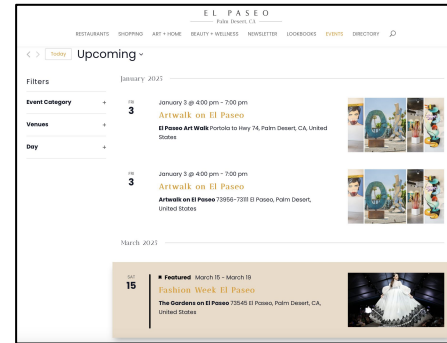 EL PASEO
Palm Desert, CA
RESTAURANTS SHOPPING ART + HOME BEAUTY + WELLNESS NEWSLETTER LOOKBOOKS EVENTS DIRECTORY
< > Today Upcoming
Filters
Event Category +
Venues +
Day +
January 2025
FRI
3
January 3 @ 4:00 pm - 7:00 pm
Artwalk on El Paseo
El Paseo Art Walk Portola to Hwy 74, Palm Desert, CA, United
States
FRI
3
January 3 @ 4:00 pm - 7:00 pm
Artwalk on El Paseo
Artwalk on El Paseo 73956-73111 El Paseo, Palm Desert,
United States
March 2025
SAT
15
Featured March 15 - March 19
Fashion Week El Paseo
The Gardens on El Paseo 73545 El Paseo, Palm Desert, CA,
United States